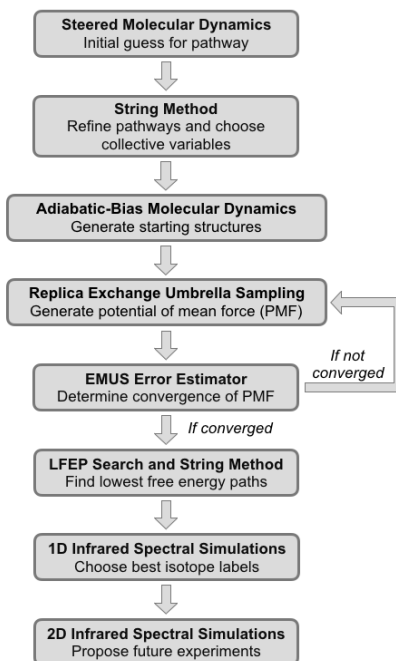 Steered Molecular Dynamics
Initial guess for pathway
String Method
Refine pathways and choose
collective variables
Adiabatic-Bias Molecular Dynamics
Generate starting structures
Replica Exchange Umbrella Sampling
Generate potential of mean force (PMF)
If not
converged
EMUS Error Estimator
Determine convergence of PMF
If converged
LFEP Search and String Method
Find lowest free energy paths
1D Infrared Spectral Simulations
Choose best isotope labels
2D Infrared Spectral Simulations
Propose future experiments